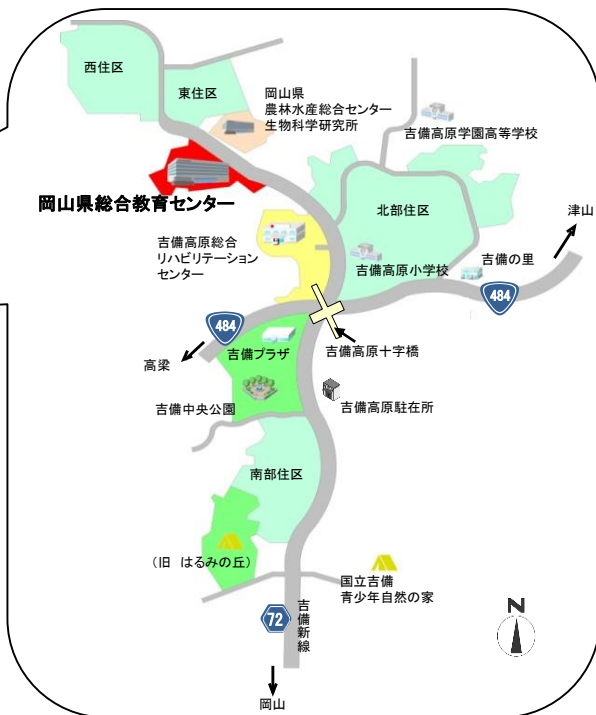 西住区
東住区
岡山県
農林水産総合センター
生物科学研究所
吉備高原学園高等学校
岡山県総合教育センター
北部住区
津山
吉備高原総合
リハビリテーション
センター
吉備高原小学校
吉備の里
484
484
高梁
吉備プラザ
吉備高原十字橋
吉備中央公園
吉備高原駐在所
南部住区
(旧 はるみの丘)
国立吉備
青少年自然の家
72
吉備新線
N
岡山